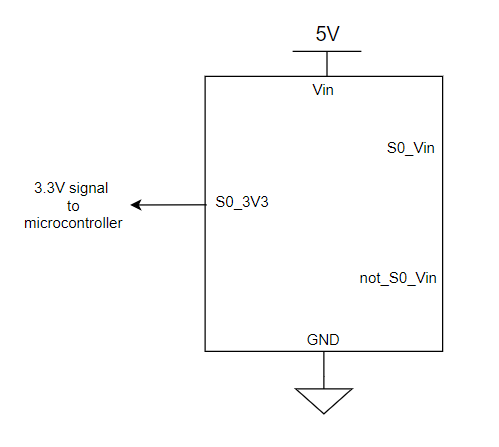 5V
Vin
S0_Vin
3.3V signal
to
microcontroller
S0_3V3
not_S0_Vin
GND